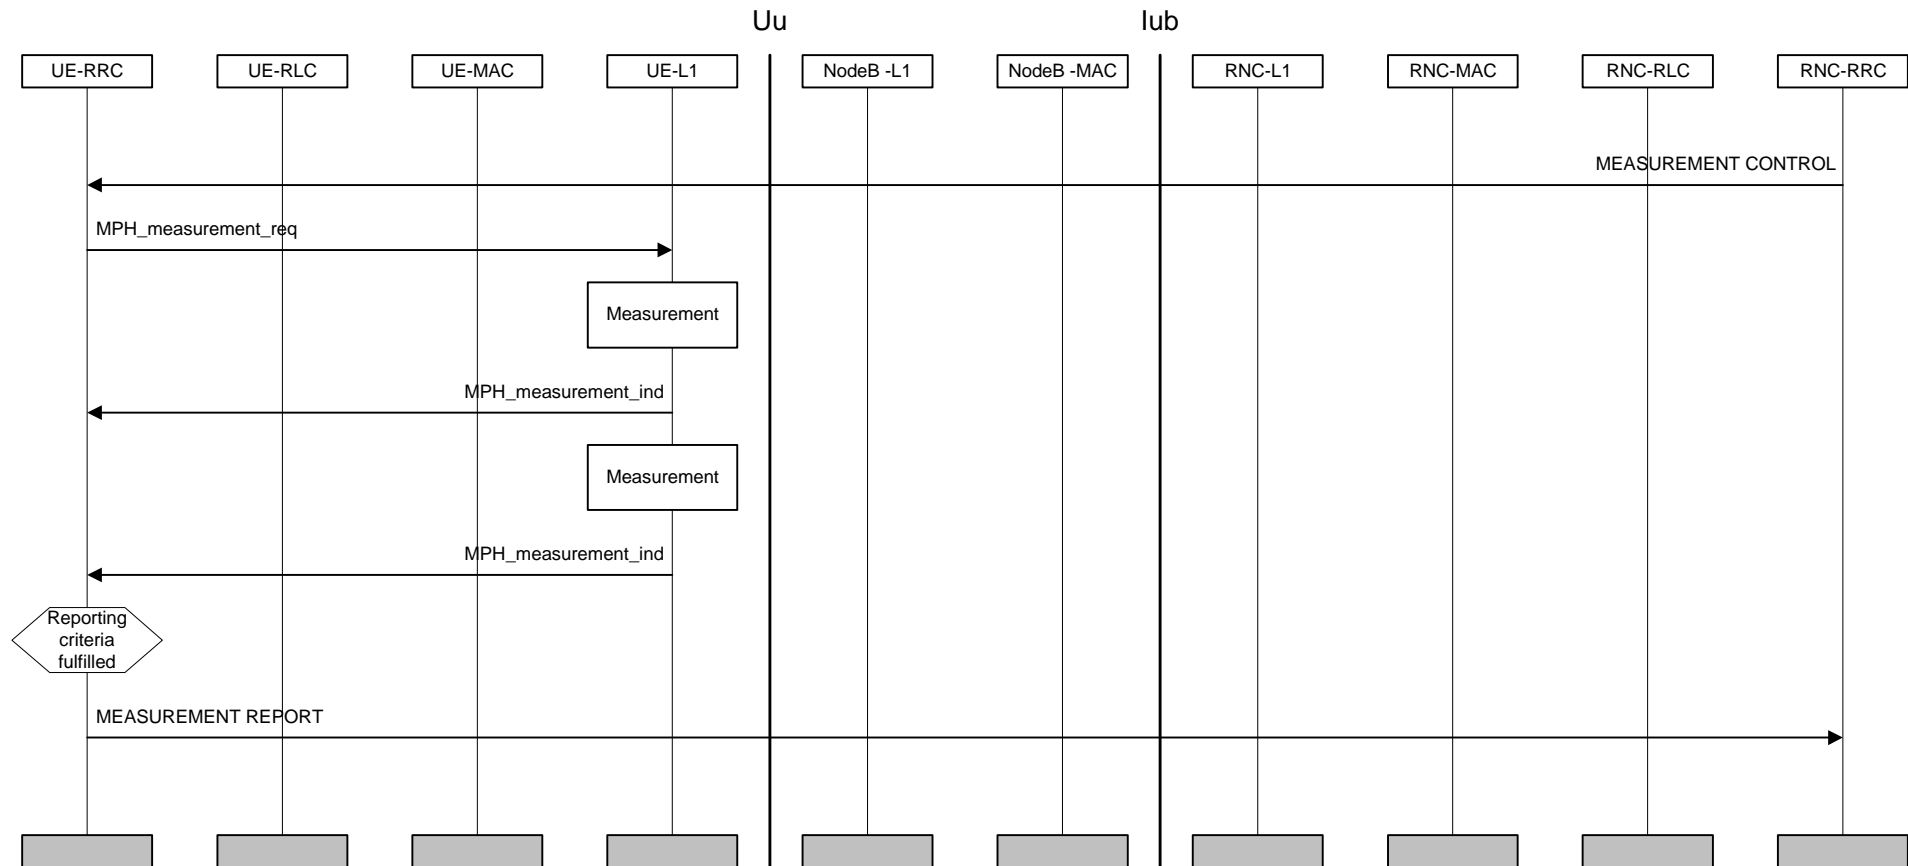 Uu
Iub
UE-RRC
UE-RLC
UE-MAC
UE-L1
NodeB -L1
NodeB -MAC
RNC-L1
RNC-MAC
RNC-RLC
RNC-RRC
MEASUREMENT CONTROL
MPH_measurement_req
Measurement
MPH_measurement_ind
Measurement
MPH_measurement_ind
Reporting
criteria
fulfilled
MEASUREMENT REPORT